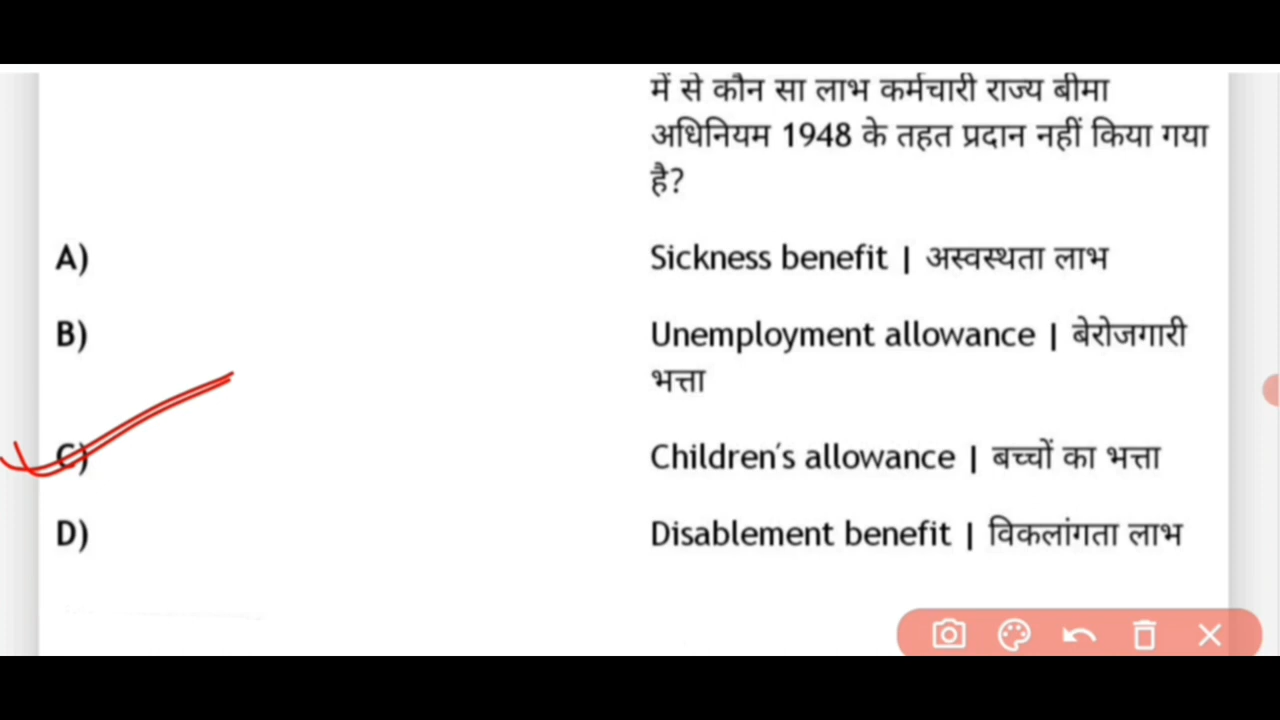 में से कौन सा लाभ कर्मचारी राज्य बीमा
अधिनियम 1948 के तहत प्रदान नहीं किया गया
है?
A) Sickness benefit | अस्वस्थता लाभ
B) Unemployment allowance | बेरोजगारी
भत्ता
C) Children's allowance | बच्चों का भत्ता
D) Disablement benefit | विकलांगता लाभ